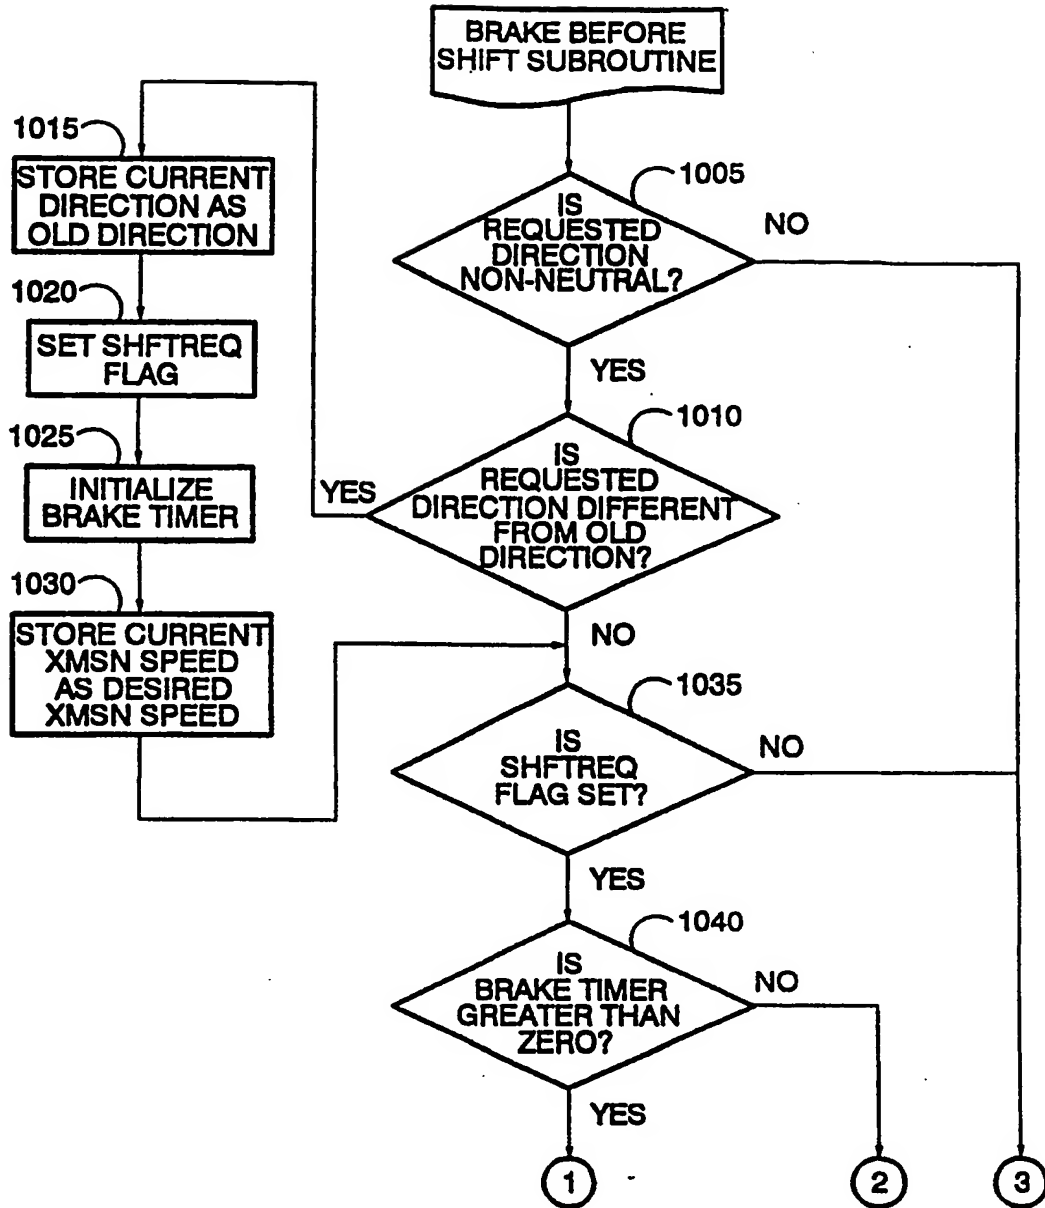 BRAKE BEFORE
SHIFT SUBROUTINE
1005
IS
REQUESTED
DIRECTION
NON-NEUTRAL?
NO
YES
1010
IS
REQUESTED
DIRECTION DIFFERENT
FROM OLD
DIRECTION?
YES
NO
1015
STORE CURRENT
DIRECTION AS
OLD DIRECTION
1020
SET SHFTREQ
FLAG
1025
INITIALIZE
BRAKE TIMER
1030
STORE CURRENT
XMSN SPEED
AS DESIRED
XMSN SPEED
1035
IS
SHFTREQ
FLAG SET?
NO
YES
1040
IS
BRAKE TIMER
GREATER THAN
ZERO?
NO
YES
1
2
3